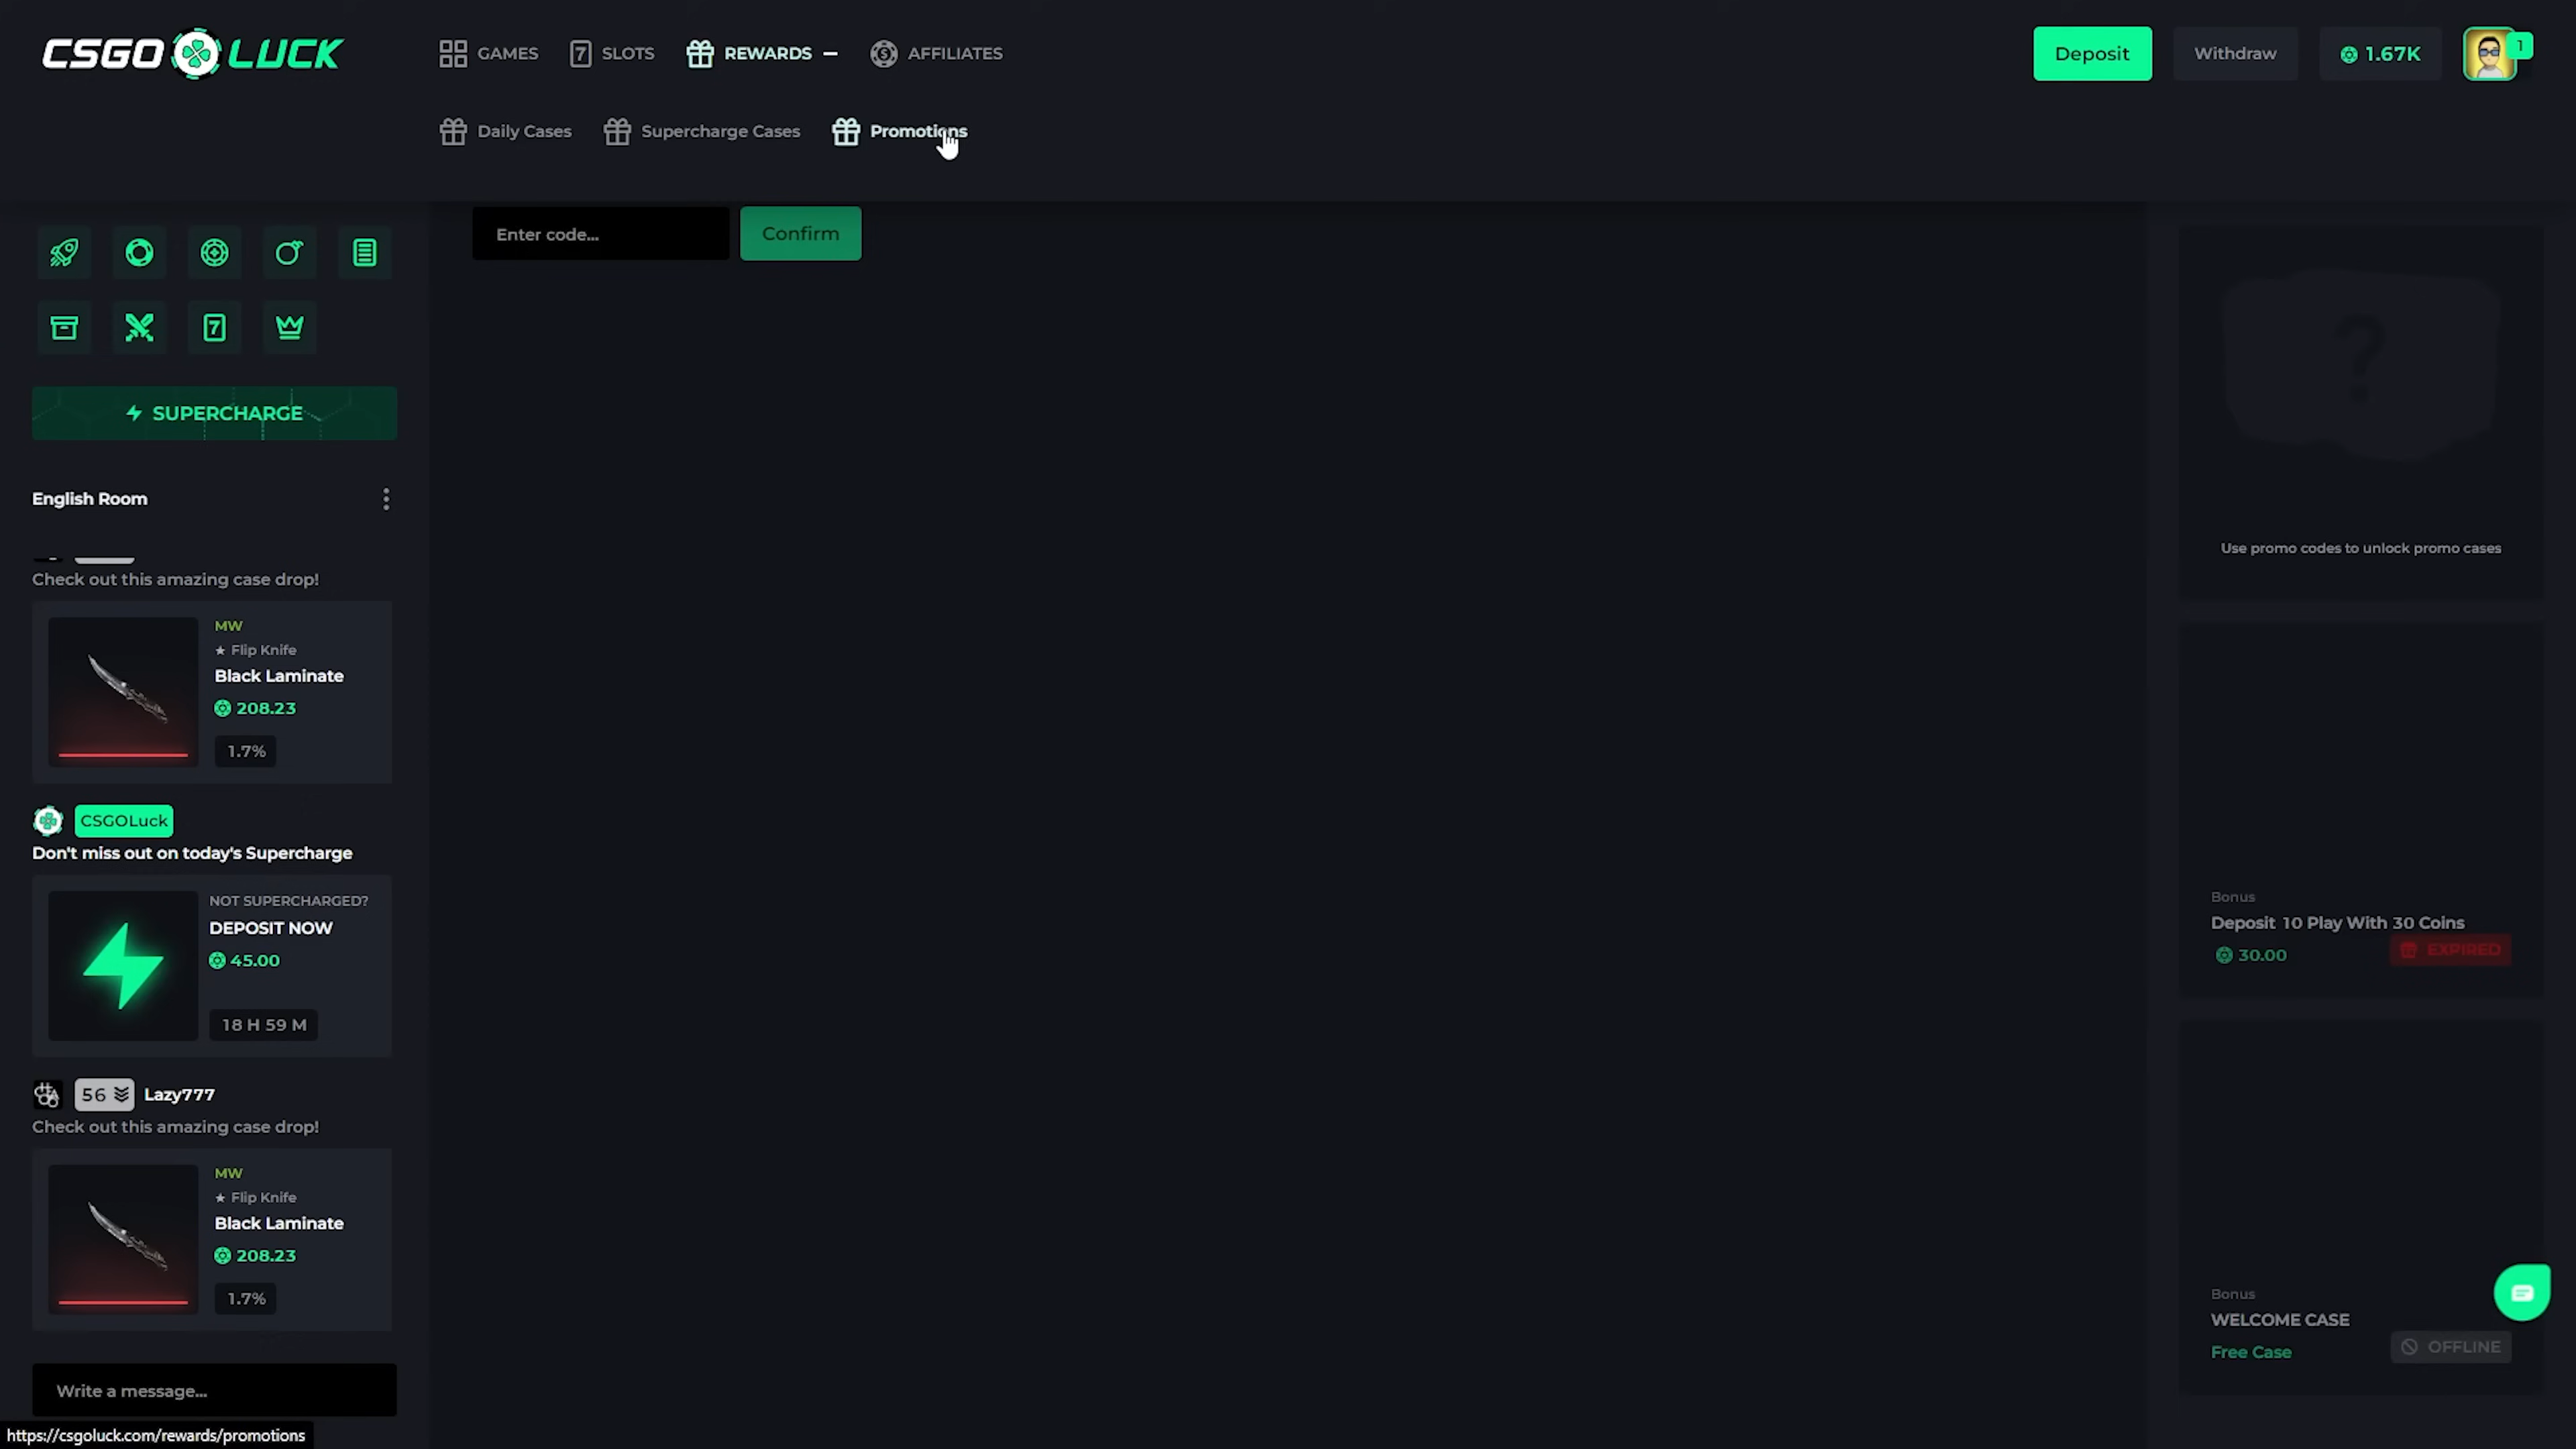 CSGO LUCK
GAMES
7 SLOTS
REWARDS
AFFILIATES
Deposit
Withdraw
1.67K
1
Daily Cases
Supercharge Cases
Promotions
Enter code...
Confirm
7
SUPERCHARGE
English Room
Check out this amazing case drop!
MW
★ Flip Knife
Black Laminate
208.23
1.7%
CSGOLuck
Don't miss out on today's Supercharge
NOT SUPERCHARGED?
DEPOSIT NOW
45.00
18 H 59 M
56 Lazy777
Check out this amazing case drop!
MW
★ Flip Knife
Black Laminate
208.23
1.7%
Write a message...
https://csgoluck.com/rewards/promotions
?
Use promo codes to unlock promo cases
Bonus
Deposit 10 Play With 30 Coins
30.00
EXPIRED
Bonus
WELCOME CASE
Free Case
OFFLINE